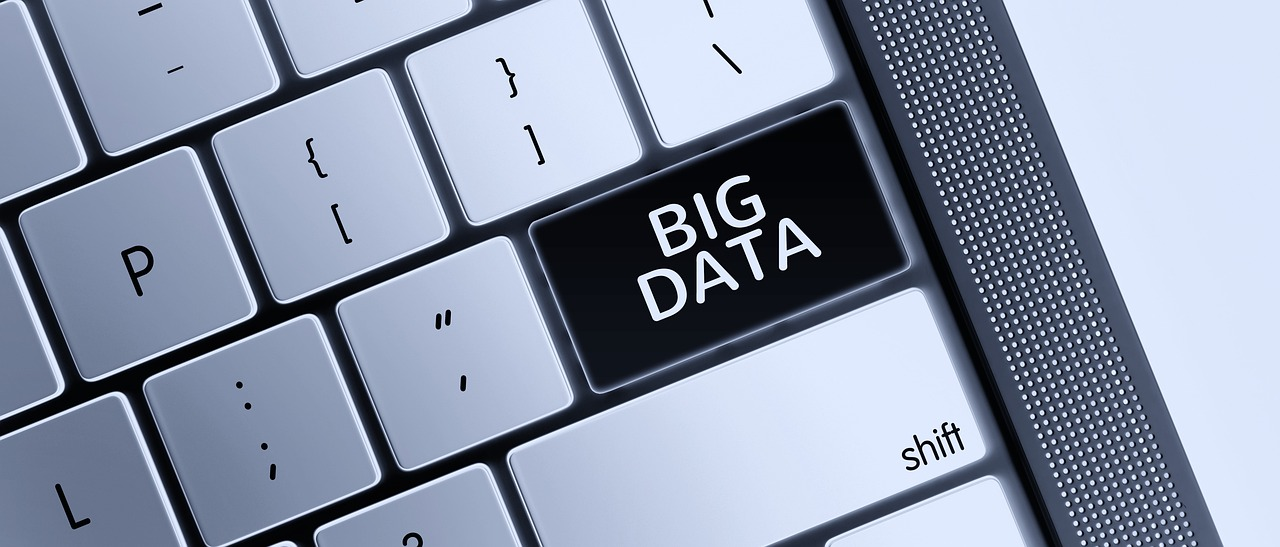 _
-
}
]
\
{
[
P
BIG
DATA
"
'
:
;
L
shift
?